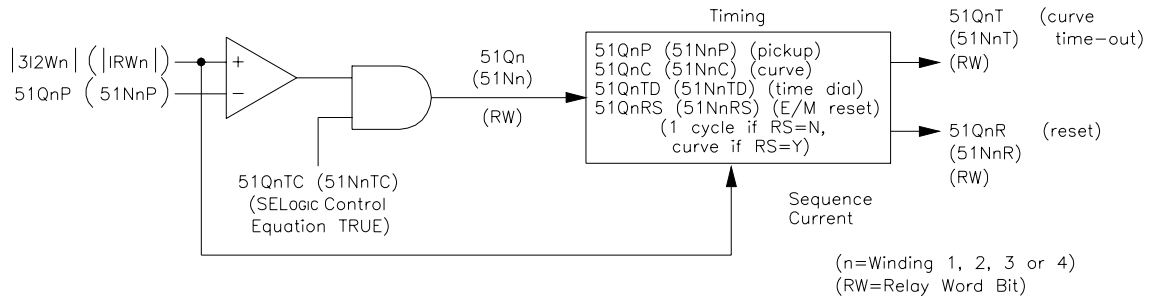 Timing
|3I2Wn| (|IRWn|)
+
51QnP (51NnP)
−
51Qn
(51Nn)
(RW)
51QnTC (51NnTC)
(SELOGIC Control
Equation TRUE)
51QnP (51NnP) (pickup)
51QnC (51NnC) (curve)
51QnTD (51NnTD) (time dial)
51QnRS (51NnRS) (E/M reset)
(1 cycle if RS=N,
curve if RS=Y)
51QnT (curve
(51NnT) time-out)
(RW)
51QnR (reset)
(51NnR)
(RW)
Sequence
Current
(n=Winding 1, 2, 3 or 4)
(RW=Relay Word Bit)